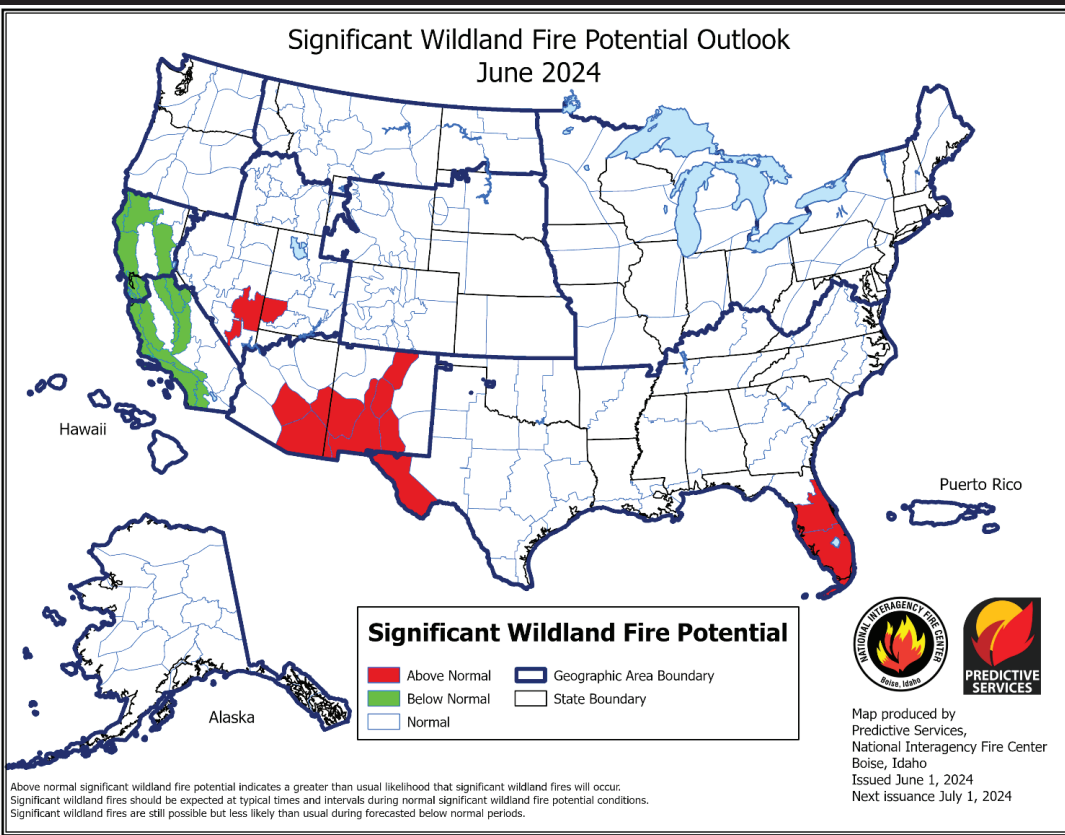 Significant Wildland Fire Potential Outlook
June 2024
Hawaii
Puerto Rico
Alaska
Significant Wildland Fire Potential
Above Normal
Geographic Area Boundary
Below Normal
State Boundary
Normal
NATIONAL INTERAGENCY FIRE CENTER
Boise, Idaho
PREDICTIVE
SERVICES
Map produced by
Predictive Services,
National Interagency Fire Center
Boise, Idaho
Issued June 1, 2024
Next issuance July 1, 2024
Above normal significant wildland fire potential indicates a greater than usual likelihood that significant wildland fires will occur.
Significant wildland fires should be expected at typical times and intervals during normal significant wildland fire potential conditions.
Significant wildland fires are still possible but less likely than usual during forecasted below normal periods.